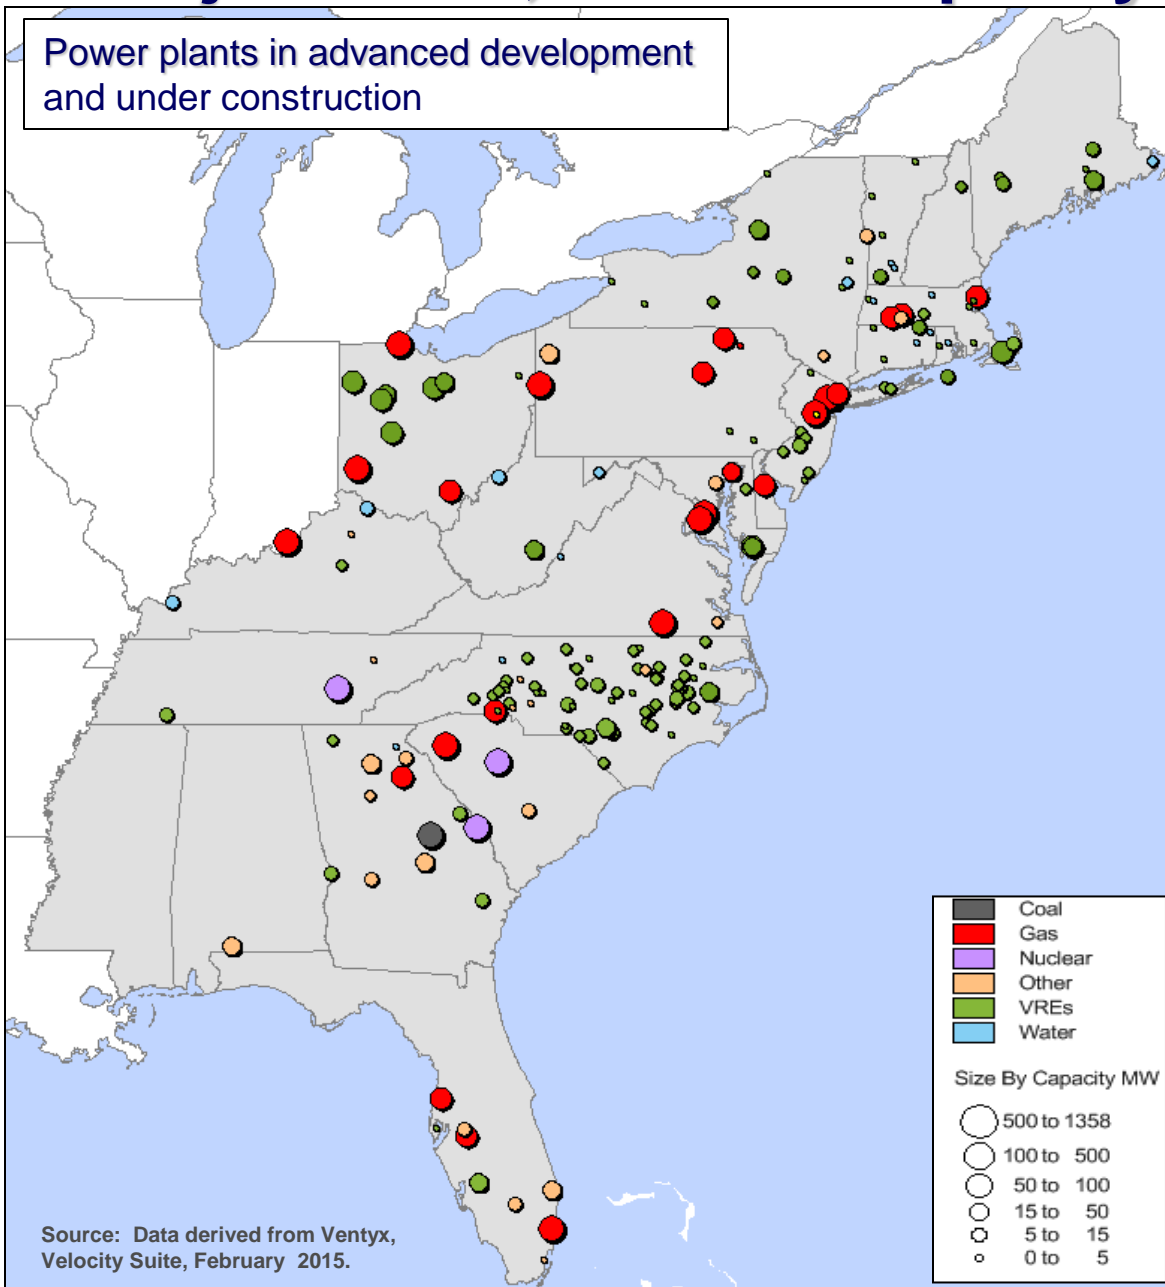 Power plants in advanced development
and under construction
Coal
Gas
Nuclear
Other
VREs
Water
Size By Capacity MW
500 to 1358
100 to 500
50 to 100
15 to 50
5 to 15
0 to 5
Source: Data derived from Ventyx,
Velocity Suite, February 2015.